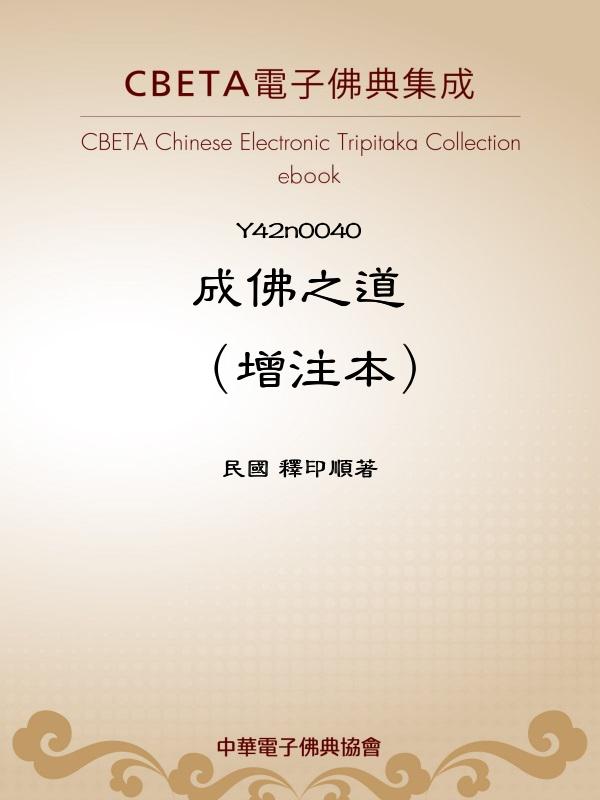 CBETA電子佛典集成
CBETA Chinese Electronic Tripitaka Collection
ebook
Y42n0040
成佛之道
（增注本）
民國 釋印順著
中華電子佛典協會